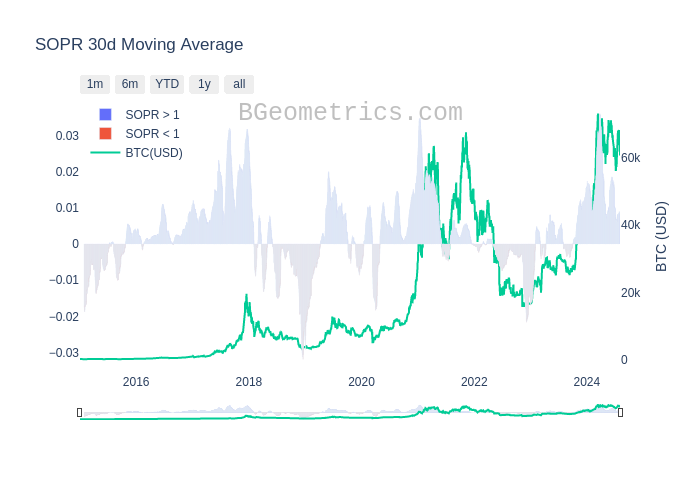 SOPR 30d Moving Average
1m 6m YTD 1y all
BGeometrics.com
SOPR > 1
SOPR < 1
BTC(USD)
0.03
0.02
0.01
0
−0.01
−0.02
−0.03
60k
40k
20k
0
BTC (USD)
2016 2018 2020 2022 2024